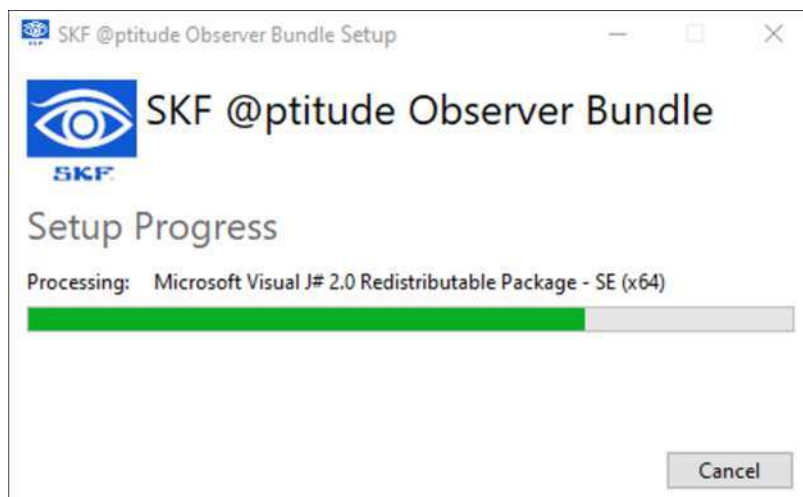 SKF @ptitude Observer Bundle Setup
SKF @ptitude Observer Bundle
SKF
Setup Progress
Processing: Microsoft Visual J# 2.0 Redistributable Package - SE (x64)
Cancel